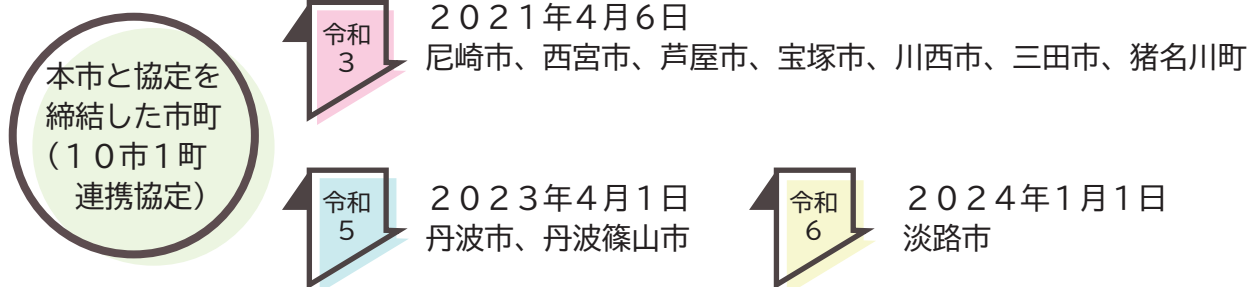 本市と協定を
締結した市町
(10市1町
連携協定)
令和
3
2021年4月6日
尼崎市、西宮市、芦屋市、宝塚市、川西市、三田市、猪名川町
令和
5
2023年4月1日
丹波市、丹波篠山市
令和
6
2024年1月1日
淡路市